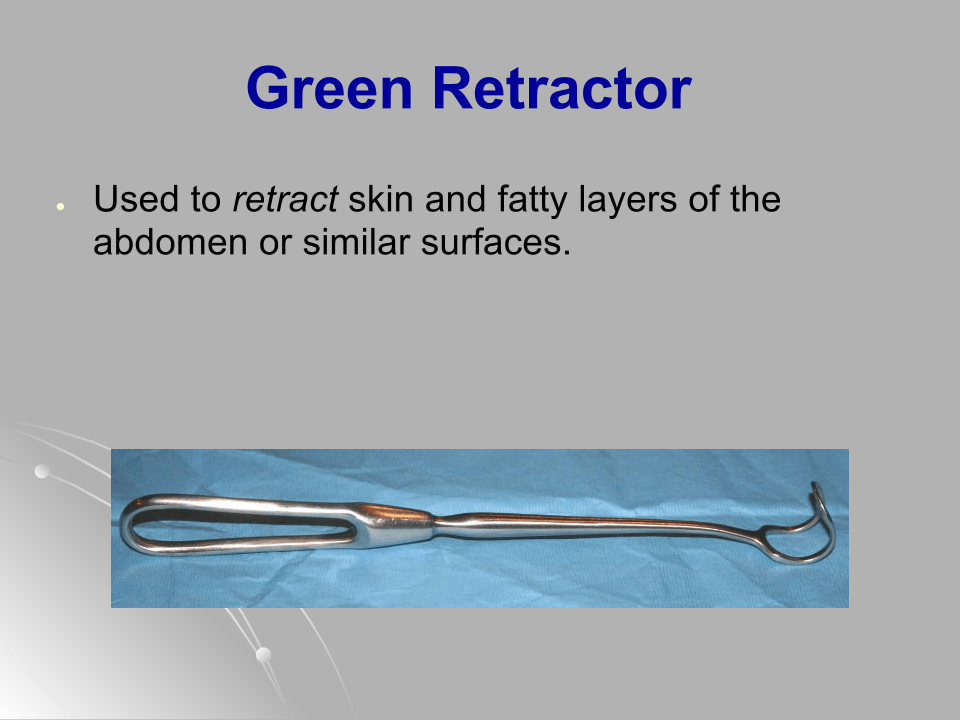 Green Retractor
Used to retract skin and fatty layers of the
abdomen or similar surfaces.